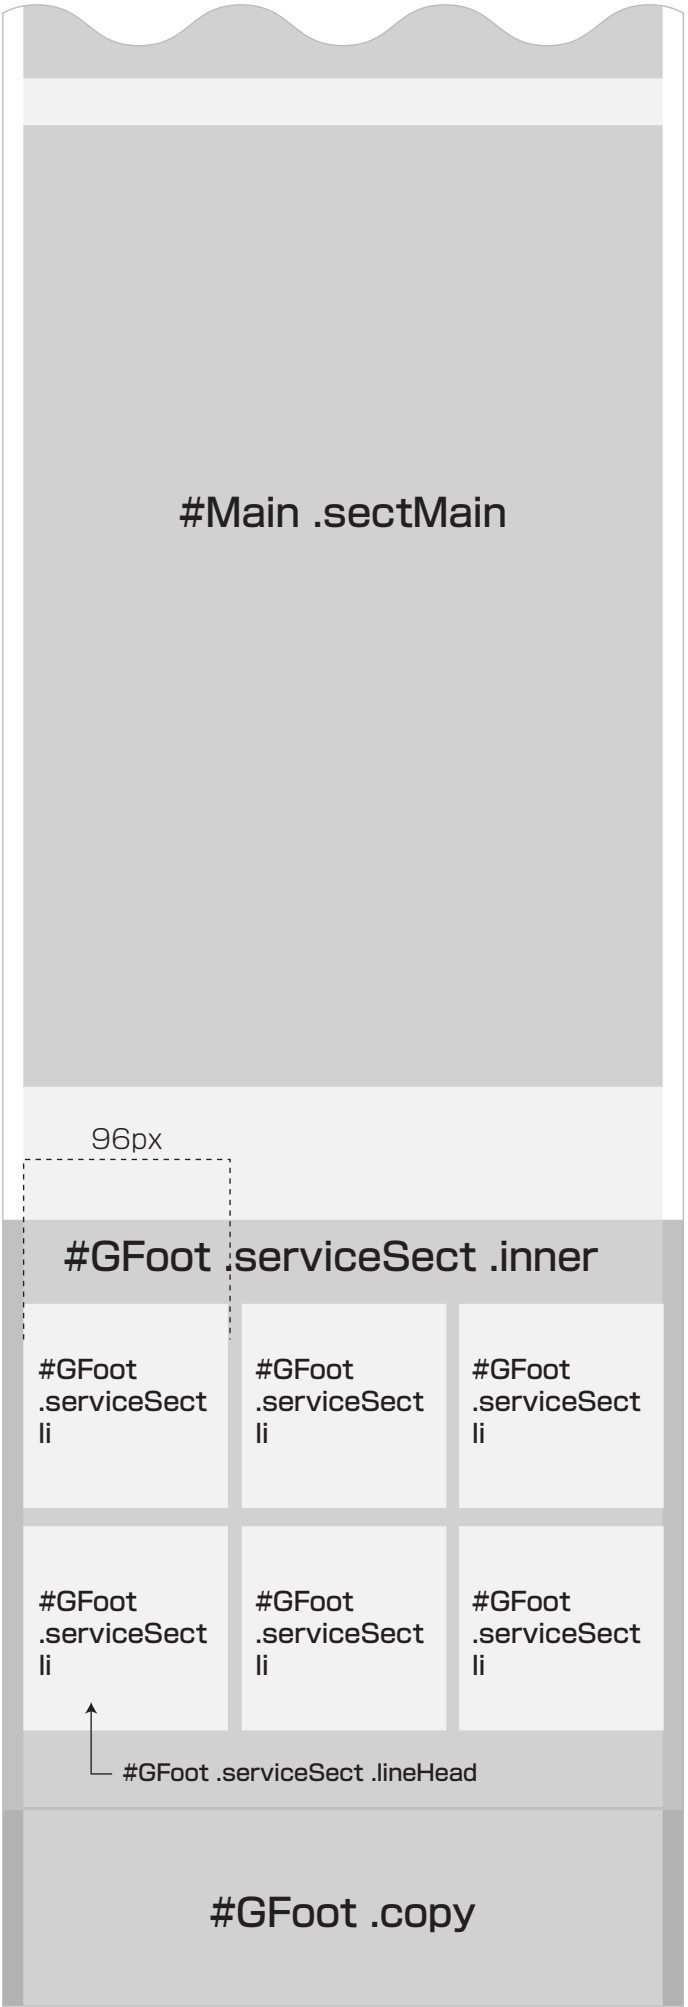 #Main .sectMain
96px
#GFoot .serviceSect .inner
#GFoot
.serviceSect
li
#GFoot
.serviceSect
li
#GFoot
.serviceSect
li
#GFoot
.serviceSect
li
#GFoot
.serviceSect
li
#GFoot
.serviceSect
li
#GFoot .serviceSect .lineHead
#GFoot .copy